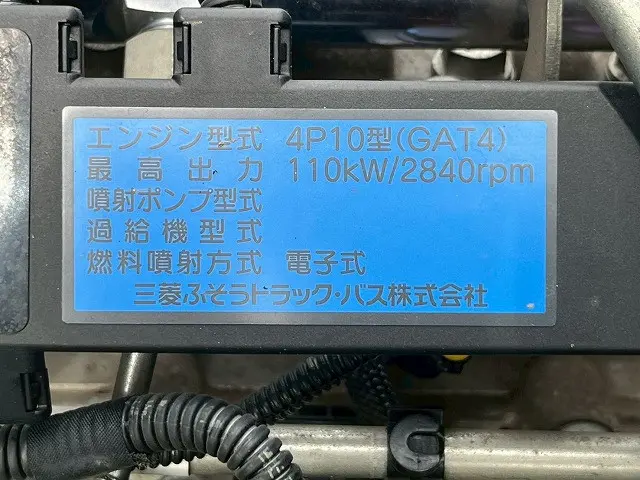 エンジン型式 4P10型(GAT4)
最高出力 110kW/2840rpm
噴射ポンプ型式
過給機型式
燃料噴射方式 電子式
三菱ふそうトラック・バス株式会社